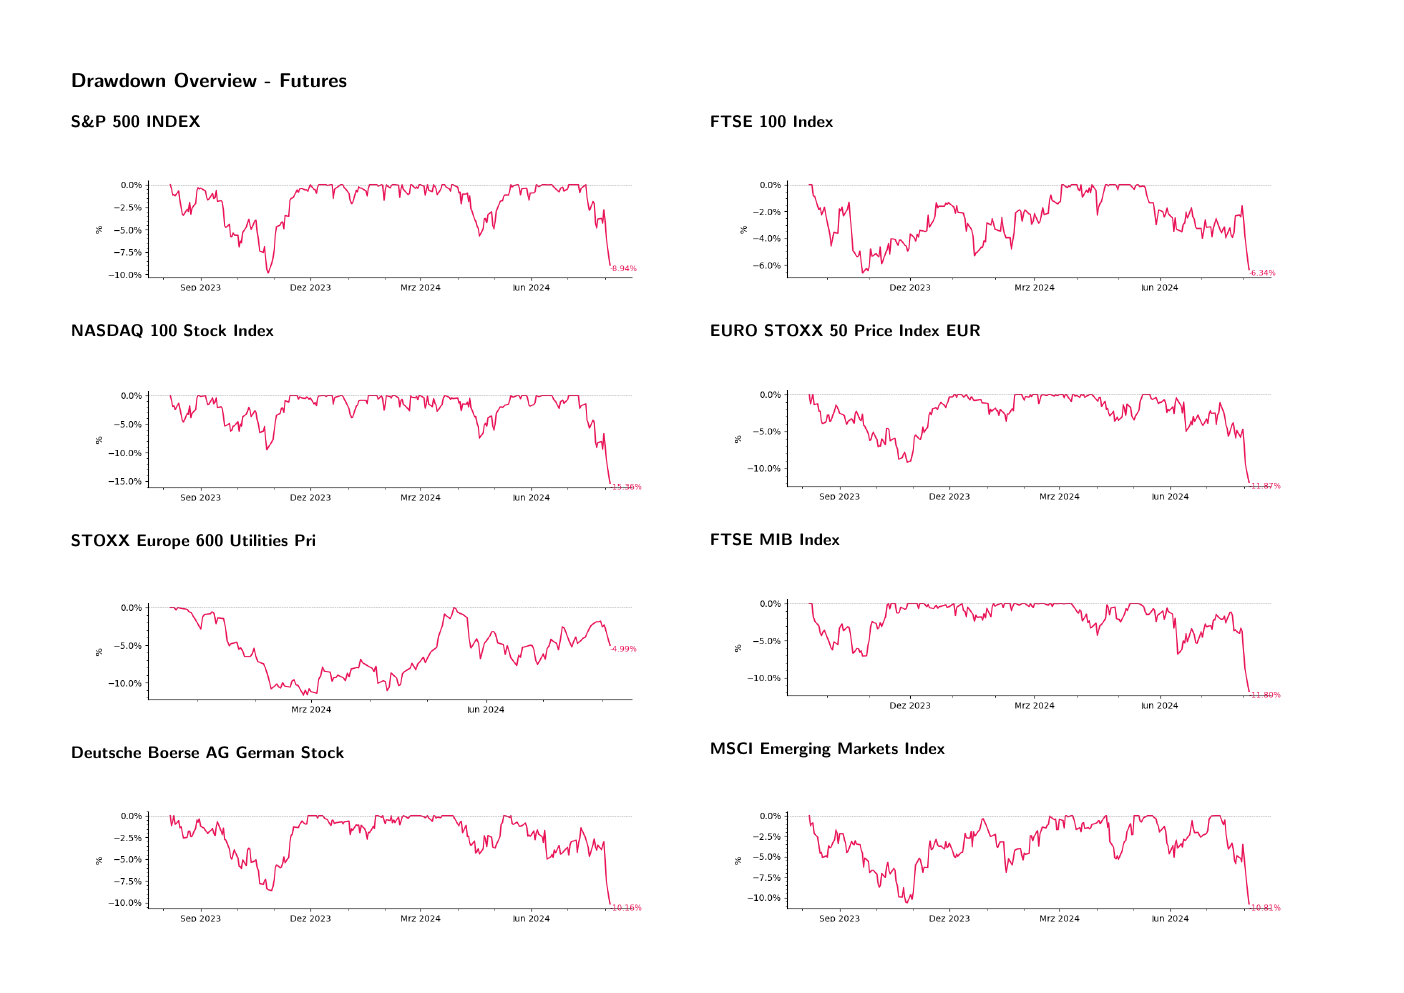 Drawdown Overview - Futures
S&P 500 INDEX
0.0%
−2.5%
−5.0%
−7.5%
−10.0%
%
-8.94%
Sep 2023 Dez 2023 Mrz 2024 Jun 2024
FTSE 100 Index
0.0%
−2.0%
−4.0%
−6.0%
%
-6.34%
Dez 2023 Mrz 2024 Jun 2024
NASDAQ 100 Stock Index
0.0%
−5.0%
−10.0%
−15.0%
%
-15.36%
Sep 2023 Dez 2023 Mrz 2024 Jun 2024
EURO STOXX 50 Price Index EUR
0.0%
−5.0%
−10.0%
%
-11.87%
Sep 2023 Dez 2023 Mrz 2024 Jun 2024
STOXX Europe 600 Utilities Pri
0.0%
−5.0%
−10.0%
%
-4.99%
Mrz 2024 Jun 2024
FTSE MIB Index
0.0%
−5.0%
−10.0%
%
-11.80%
Dez 2023 Mrz 2024 Jun 2024
Deutsche Boerse AG German Stock
0.0%
−2.5%
−5.0%
−7.5%
−10.0%
%
-10.16%
Sep 2023 Dez 2023 Mrz 2024 Jun 2024
MSCI Emerging Markets Index
0.0%
−2.5%
−5.0%
−7.5%
−10.0%
%
-10.81%
Sep 2023 Dez 2023 Mrz 2024 Jun 2024